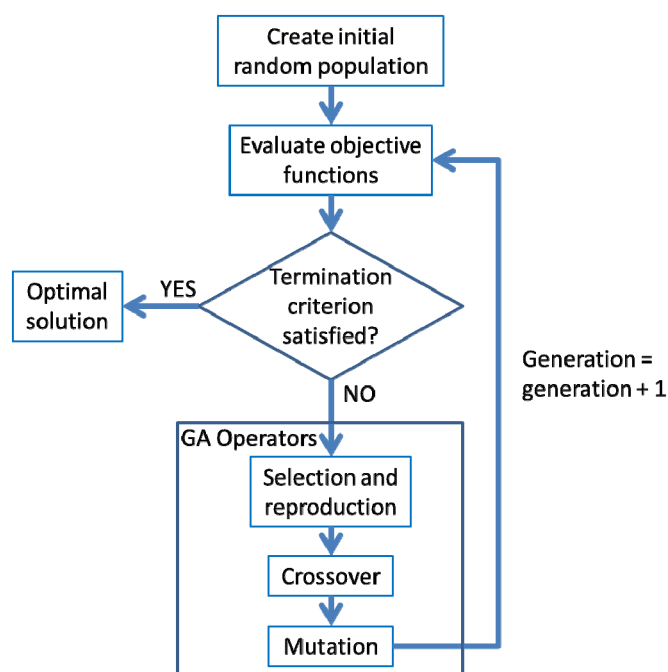 Create initial
random population
Evaluate objective
functions
Termination
criterion
satisfied?
YES
Optimal
solution
NO
Generation =
generation + 1
GA Operators
Selection and
reproduction
Crossover
Mutation